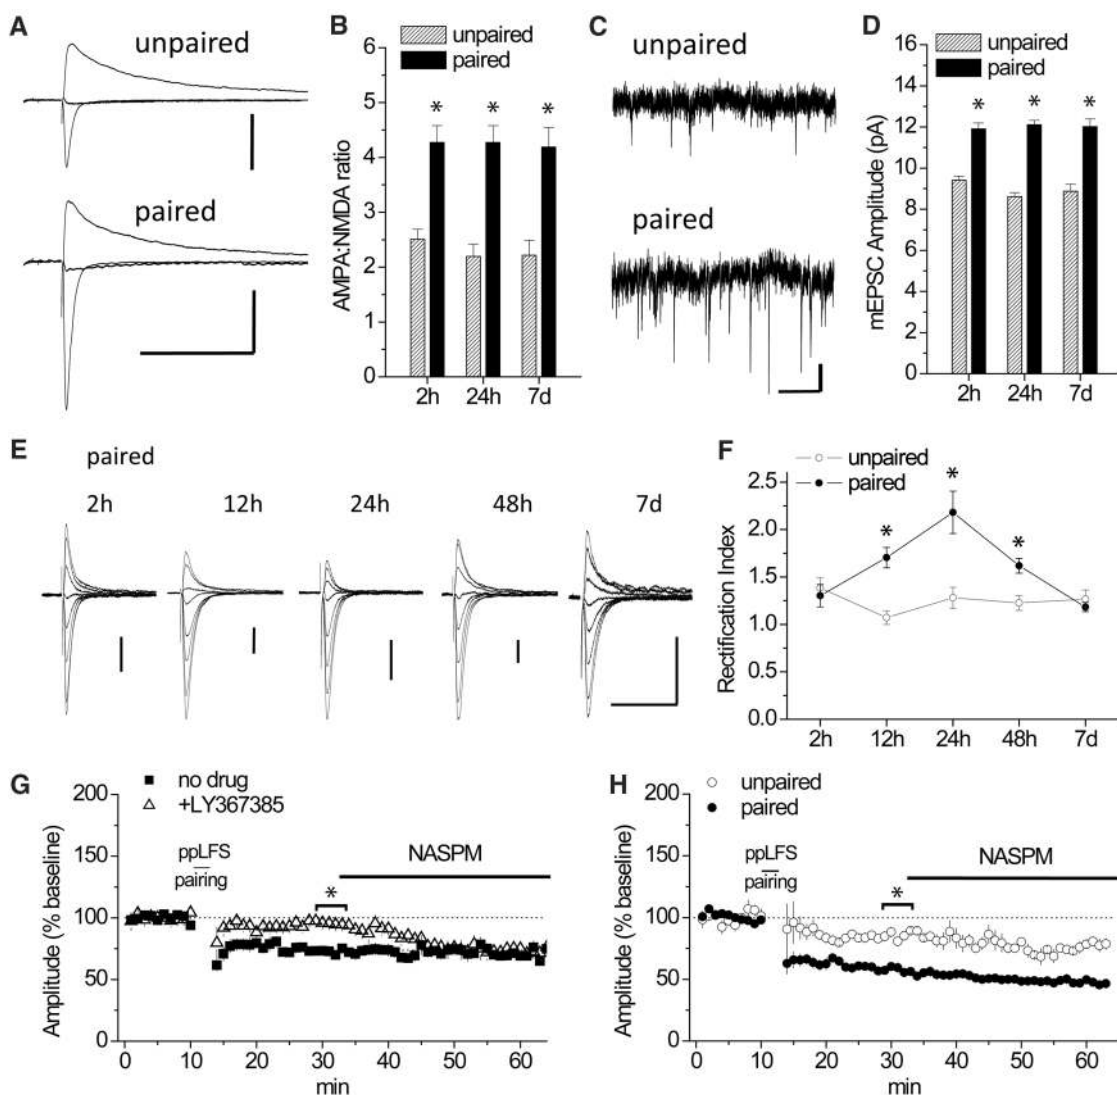 A
unpaired
paired
B
unpaired
paired
AMPA:NMDA ratio
6
5
4
3
2
1
0
*
*
*
2h
24h
7d
C
unpaired
paired
D
unpaired
paired
mEPSC Amplitude (pA)
16
14
12
10
8
6
4
2
0
*
*
*
2h
24h
7d
E
paired
2h
12h
24h
48h
7d
F
unpaired
paired
Rectification Index
2.5
2.0
1.5
1.0
0.5
0.0
*
*
*
2h
12h
24h
48h
7d
G
no drug
+LY367385
Amplitude (% baseline)
200
150
100
50
0
ppLFS
pairing
*
NASPM
0
10
20
30
40
50
60
min
H
unpaired
paired
Amplitude (% baseline)
200
150
100
50
0
ppLFS
pairing
*
NASPM
0
10
20
30
40
50
60
min